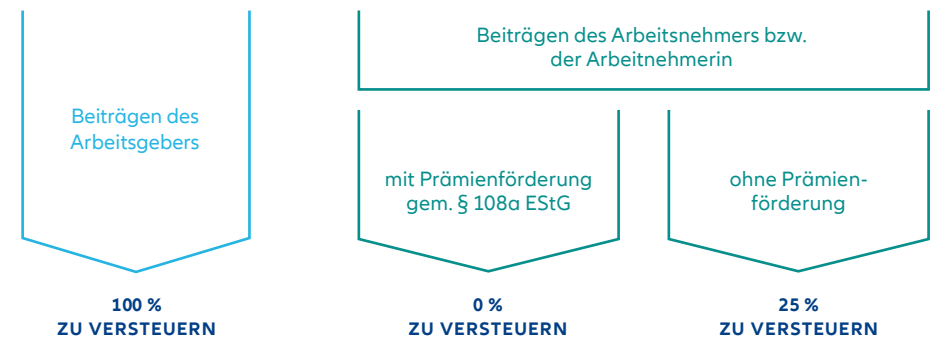 Beiträgen des
Arbeitsgebers
100 %
ZU VERSTEUERN
Beiträgen des Arbeitsnehmers bzw.
der Arbeitnehmerin
mit Prämienförderung
gem. § 108a EStG
0 %
ZU VERSTEUERN
ohne Prämien-
förderung
25 %
ZU VERSTEUERN